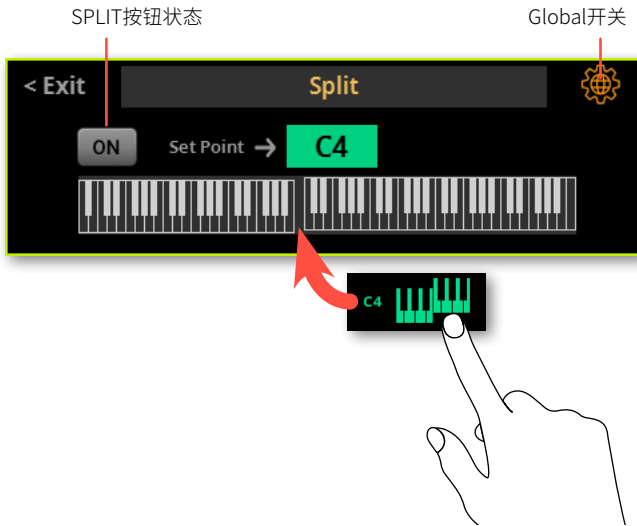 SPLIT按钮状态 Global开关
< Exit Split
ON Set Point → C4
C4